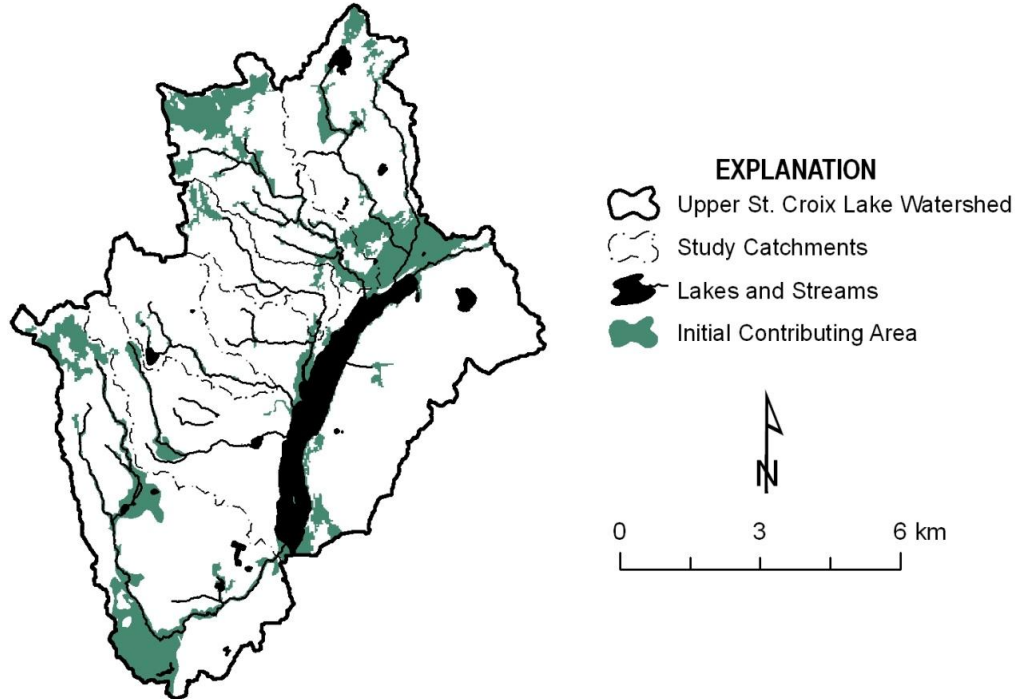 EXPLANATION
Upper St. Croix Lake Watershed
Study Catchments
Lakes and Streams
Initial Contributing Area
N
0 3 6 km